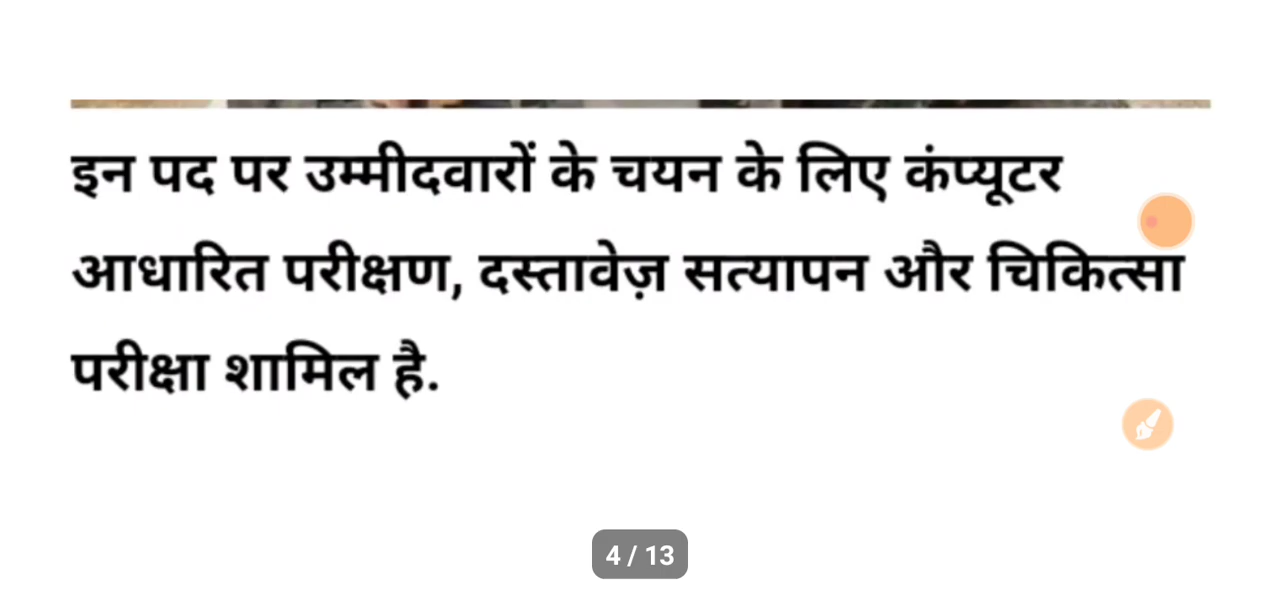 इन पद पर उम्मीदवारों के चयन के लिए कंप्यूटर
आधारित परीक्षण, दस्तावेज़ सत्यापन और चिकित्सा
परीक्षा शामिल है.
4 / 13